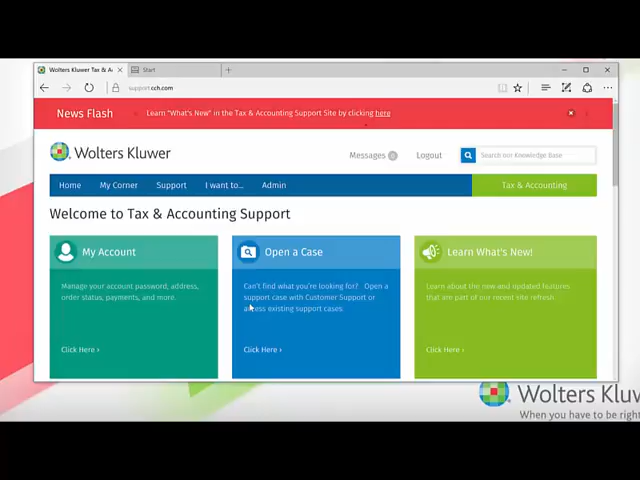 Wolters Kluwer Tax & Ac
Start
support.cch.com
News Flash
Learn "What's New" in the Tax & Accounting Support Site by clicking here
Wolters Kluwer
Messages 0
Logout
Search our Knowledge Base
Home
My Corner
Support
I want to...
Admin
Tax & Accounting
Welcome to Tax & Accounting Support
My Account
Manage your account password, address,
order status, payments, and more.
Click Here ›
Open a Case
Can't find what you're looking for? Open a
support case with Customer Support or
access existing support cases.
Click Here ›
Learn What's New!
Learn about the new and updated features
that are part of our recent site refresh.
Click Here ›
Wolters Kluw
When you have to be right